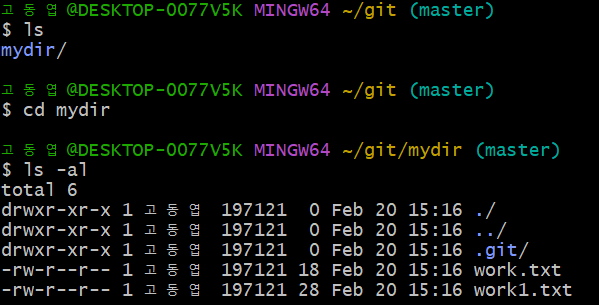 고동엽@DESKTOP-0077V5K MINGW64 ~/git (master)
$ ls
mydir/
고동엽@DESKTOP-0077V5K MINGW64 ~/git (master)
$ cd mydir
고동엽@DESKTOP-0077V5K MINGW64 ~/git/mydir (master)
$ ls -al
total 6
drwxr-xr-x 1 고동엽 197121  0 Feb 20 15:16 ./
drwxr-xr-x 1 고동엽 197121  0 Feb 20 15:16 ../
drwxr-xr-x 1 고동엽 197121  0 Feb 20 15:16 .git/
-rw-r--r-- 1 고동엽 197121 18 Feb 20 15:16 work.txt
-rw-r--r-- 1 고동엽 197121 28 Feb 20 15:16 work1.txt